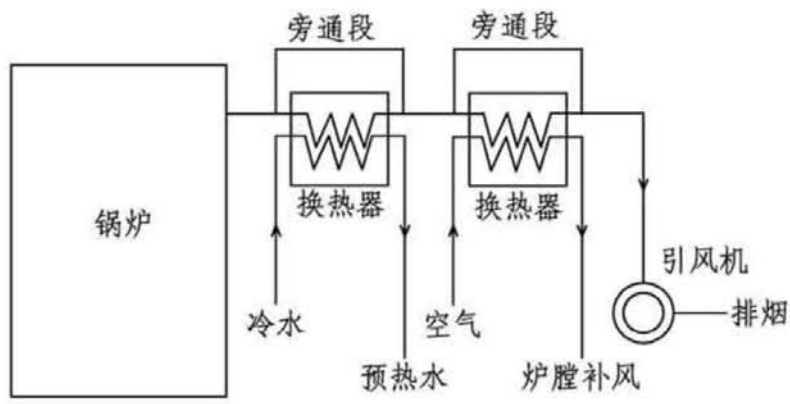 旁通段
旁通段
换热器
换热器
锅炉
引风机
冷水
空气
排烟
预热水
炉膛补风